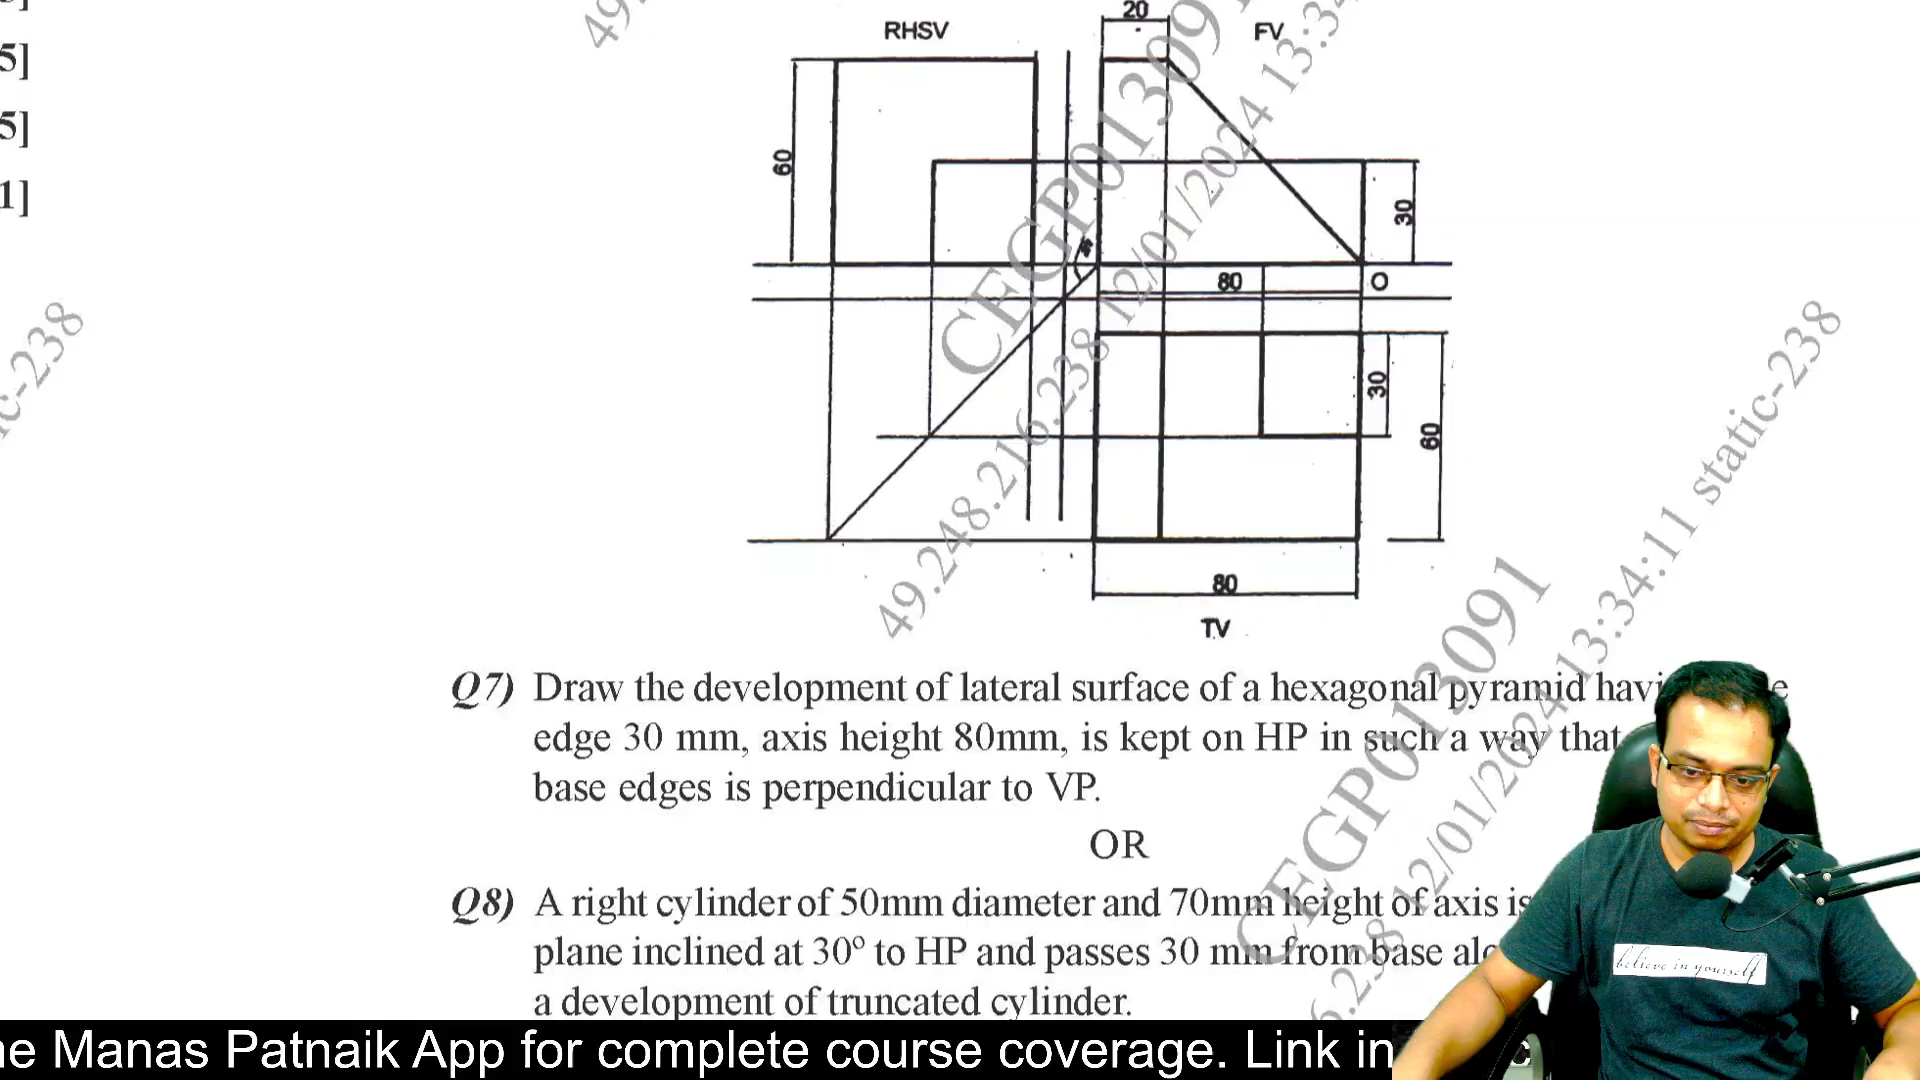 5]
5]
1]
20
RHSV
FV
60
30
80
O
30
60
80
TV
CEGP013091
49.248.216.238 12/01/2024 13:34:11 static-238
Q7) Draw the development of lateral surface of a hexagonal pyramid
edge 30 mm, axis height 80mm, is kept on HP in such a way that
base edges is perpendicular to VP.
OR
Q8) A right cylinder of 50mm diameter and 70mm height of axis is
plane inclined at 30° to HP and passes 30 mm from base
a development of truncated cylinder.
believe in yourself
Manas Patnaik App for complete course coverage. Link in